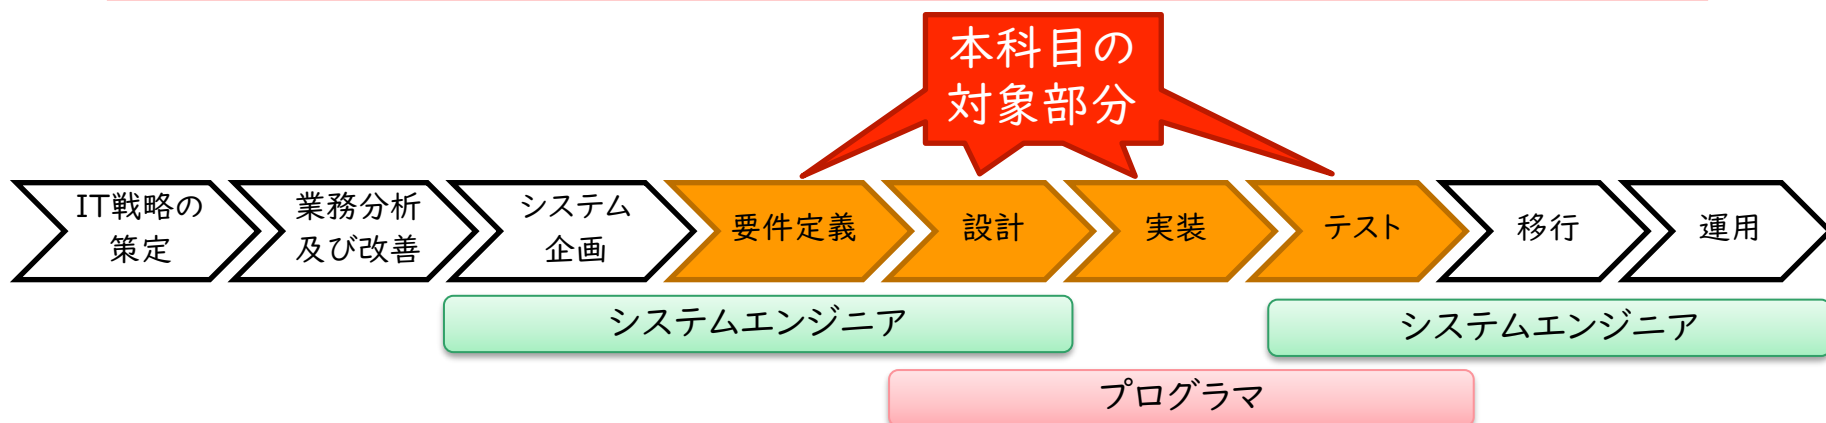 本科目の
対象部分
IT戦略の
策定
業務分析
及び改善
システム
企画
要件定義
設計
実装
テスト
移行
運用
システムエンジニア
システムエンジニア
プログラマ